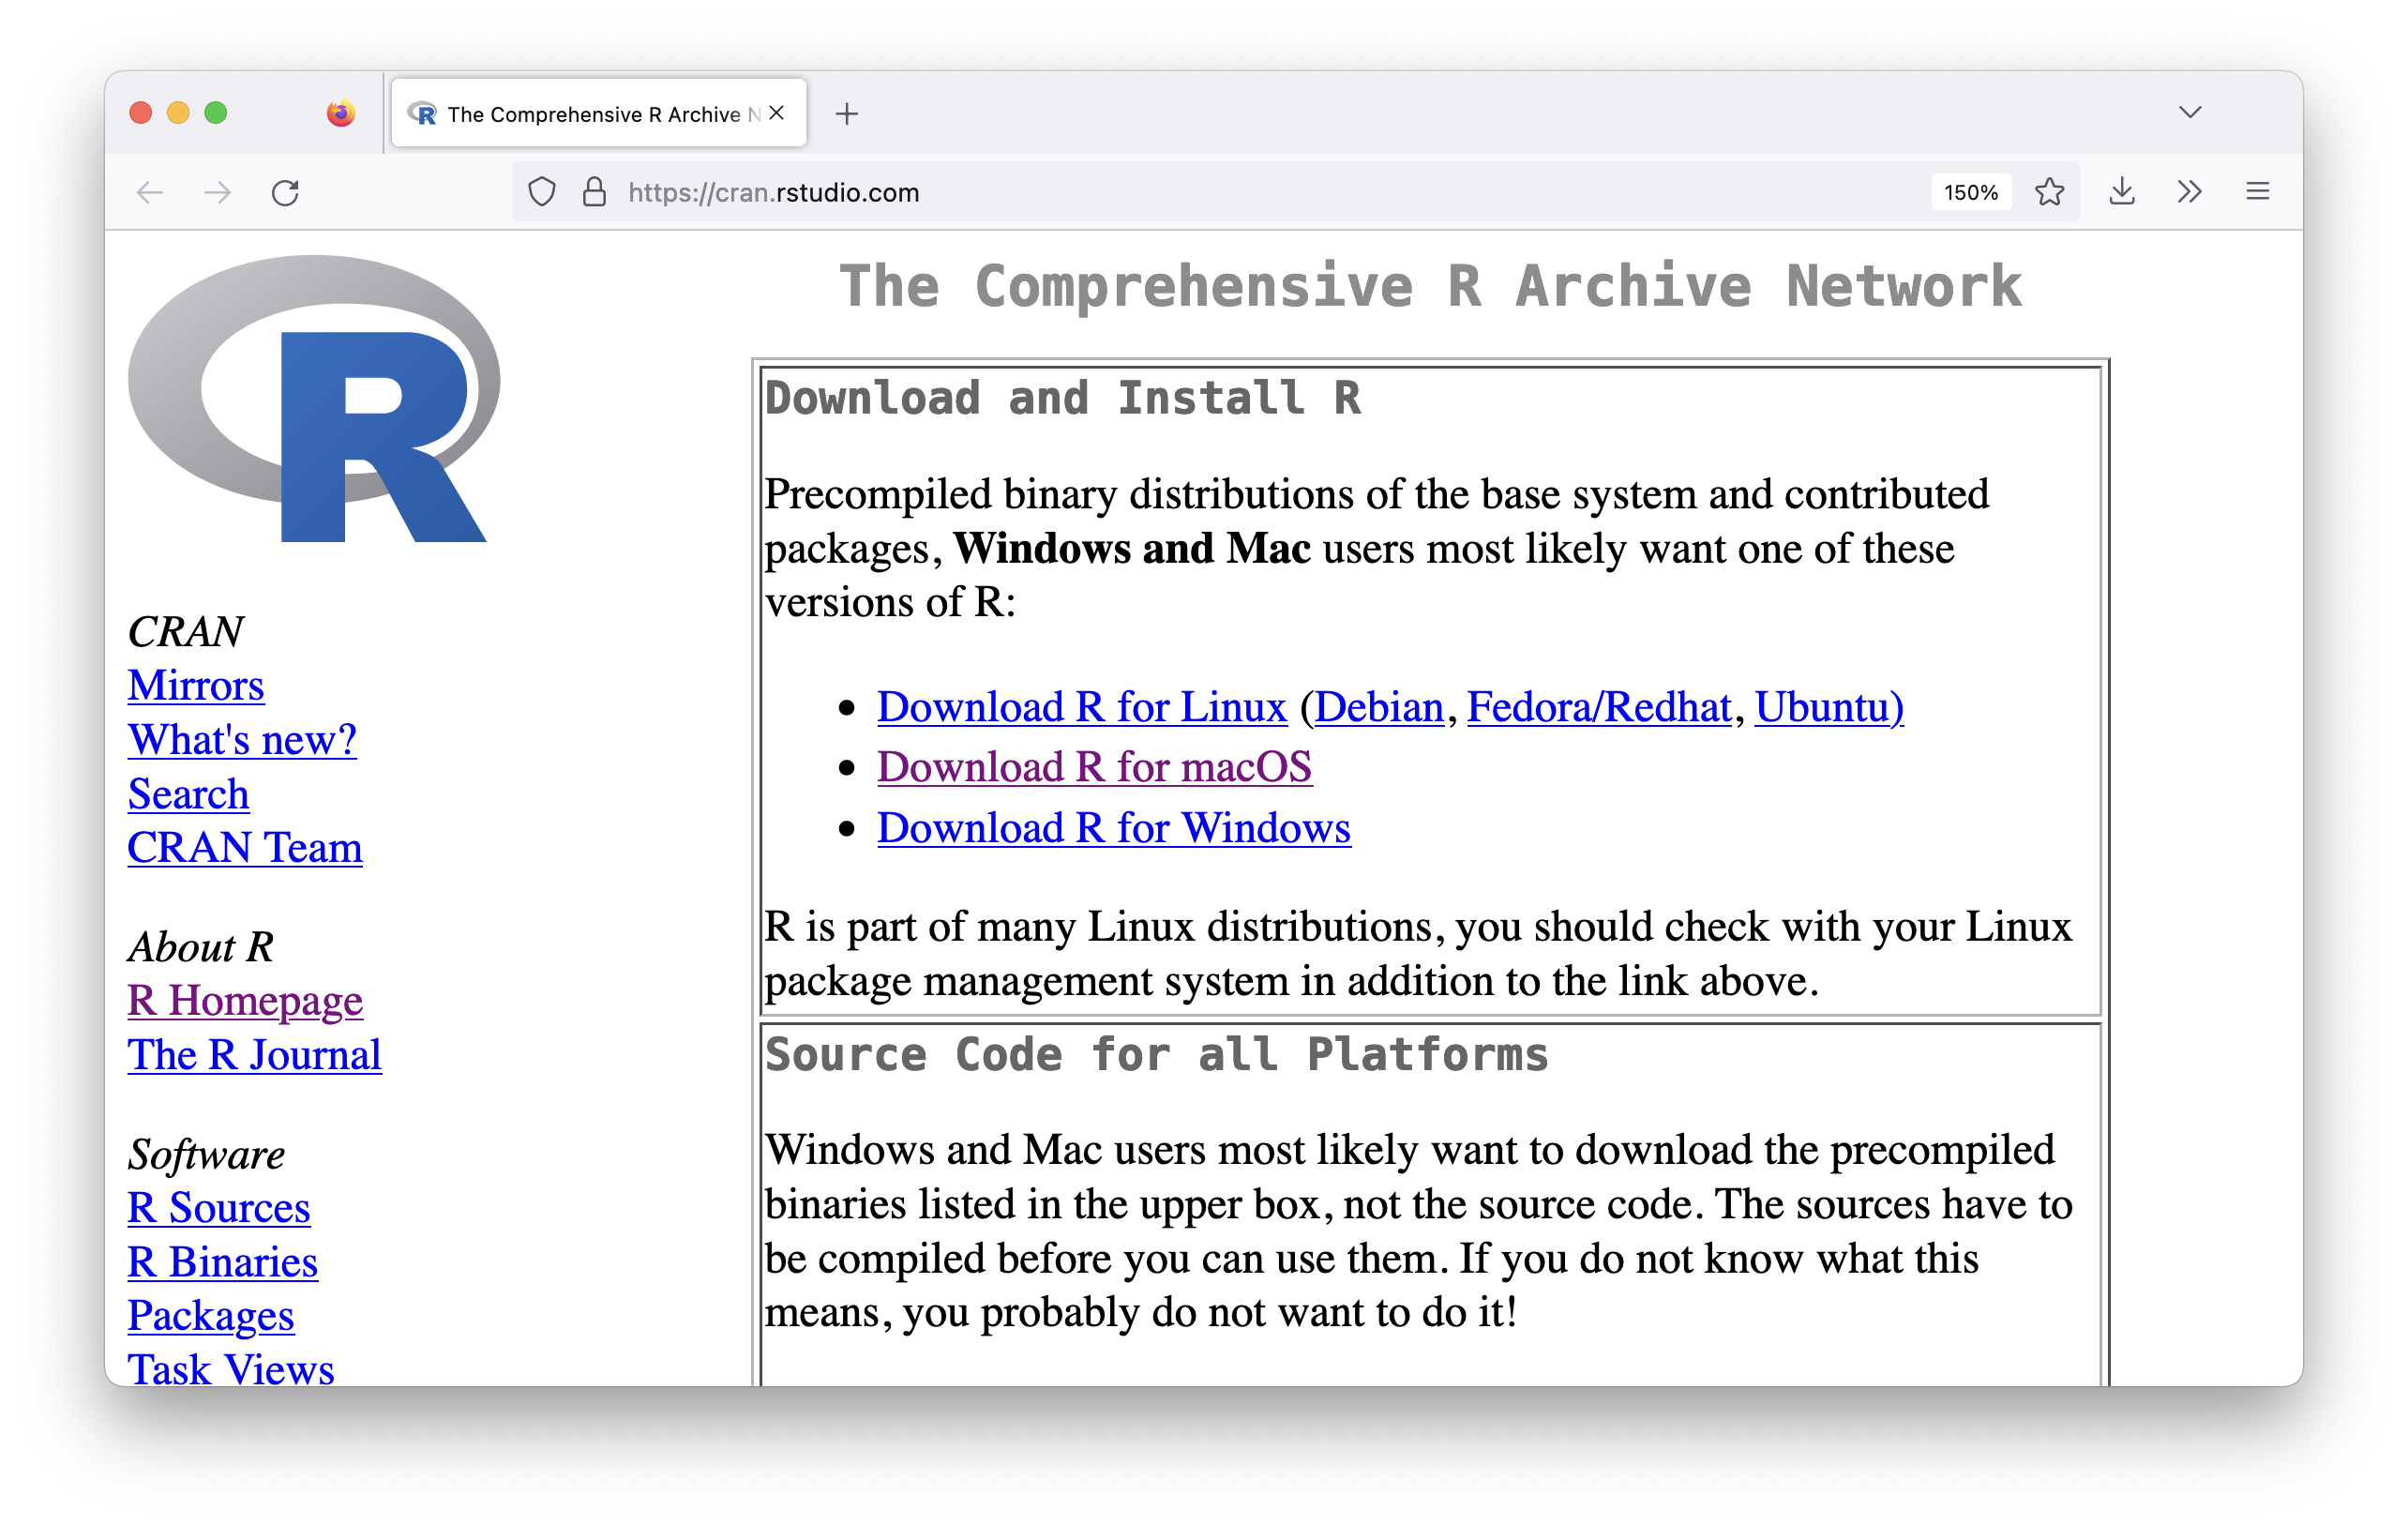 The Comprehensive R Archive N
https://cran.rstudio.com
150%
R
CRAN
Mirrors
What's new?
Search
CRAN Team
About R
R Homepage
The R Journal
Software
R Sources
R Binaries
Packages
Task Views
The Comprehensive R Archive Network
Download and Install R
Precompiled binary distributions of the base system and contributed
packages, Windows and Mac users most likely want one of these
versions of R:
• Download R for Linux (Debian, Fedora/Redhat, Ubuntu)
• Download R for macOS
• Download R for Windows
R is part of many Linux distributions, you should check with your Linux
package management system in addition to the link above.
Source Code for all Platforms
Windows and Mac users most likely want to download the precompiled
binaries listed in the upper box, not the source code. The sources have to
be compiled before you can use them. If you do not know what this
means, you probably do not want to do it!